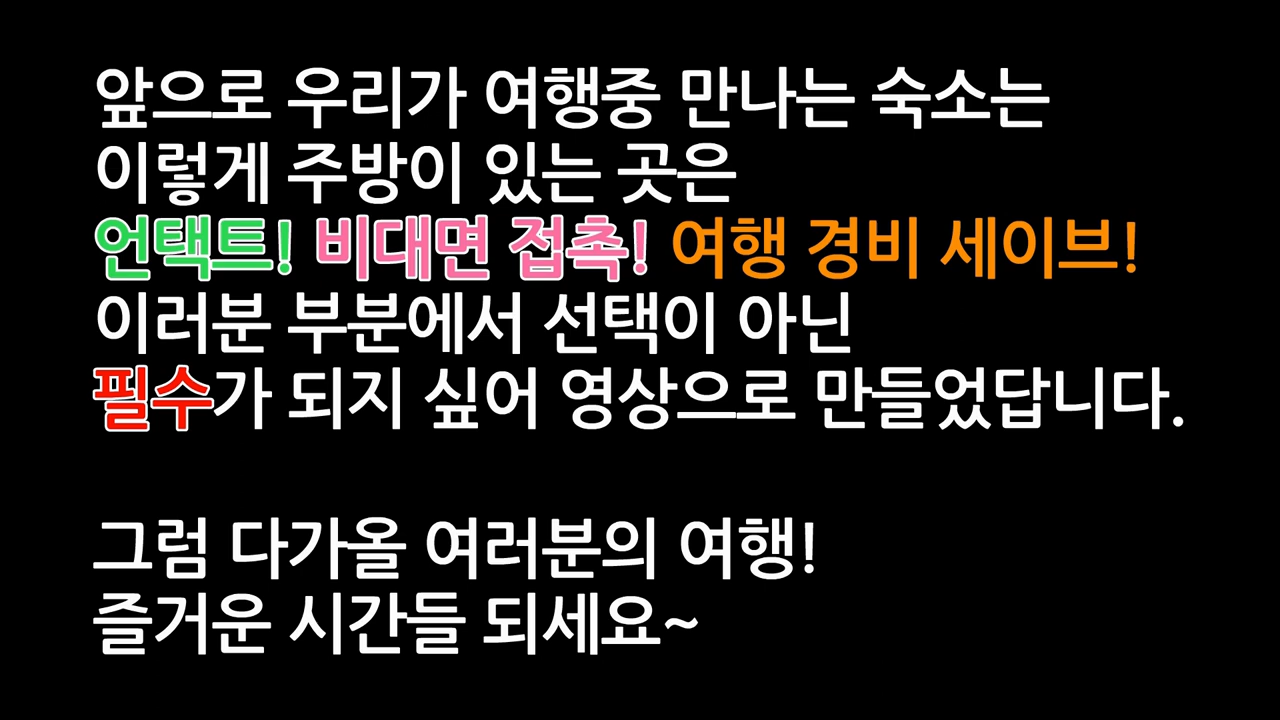 앞으로 우리가 여행중 만나는 숙소는
이렇게 주방이 있는 곳은
언택트! 비대면 접촉! 여행 경비 세이브!
이러분 부분에서 선택이 아닌
필수가 되지 싶어 영상으로 만들었답니다.
그럼 다가올 여러분의 여행!
즐거운 시간들 되세요~